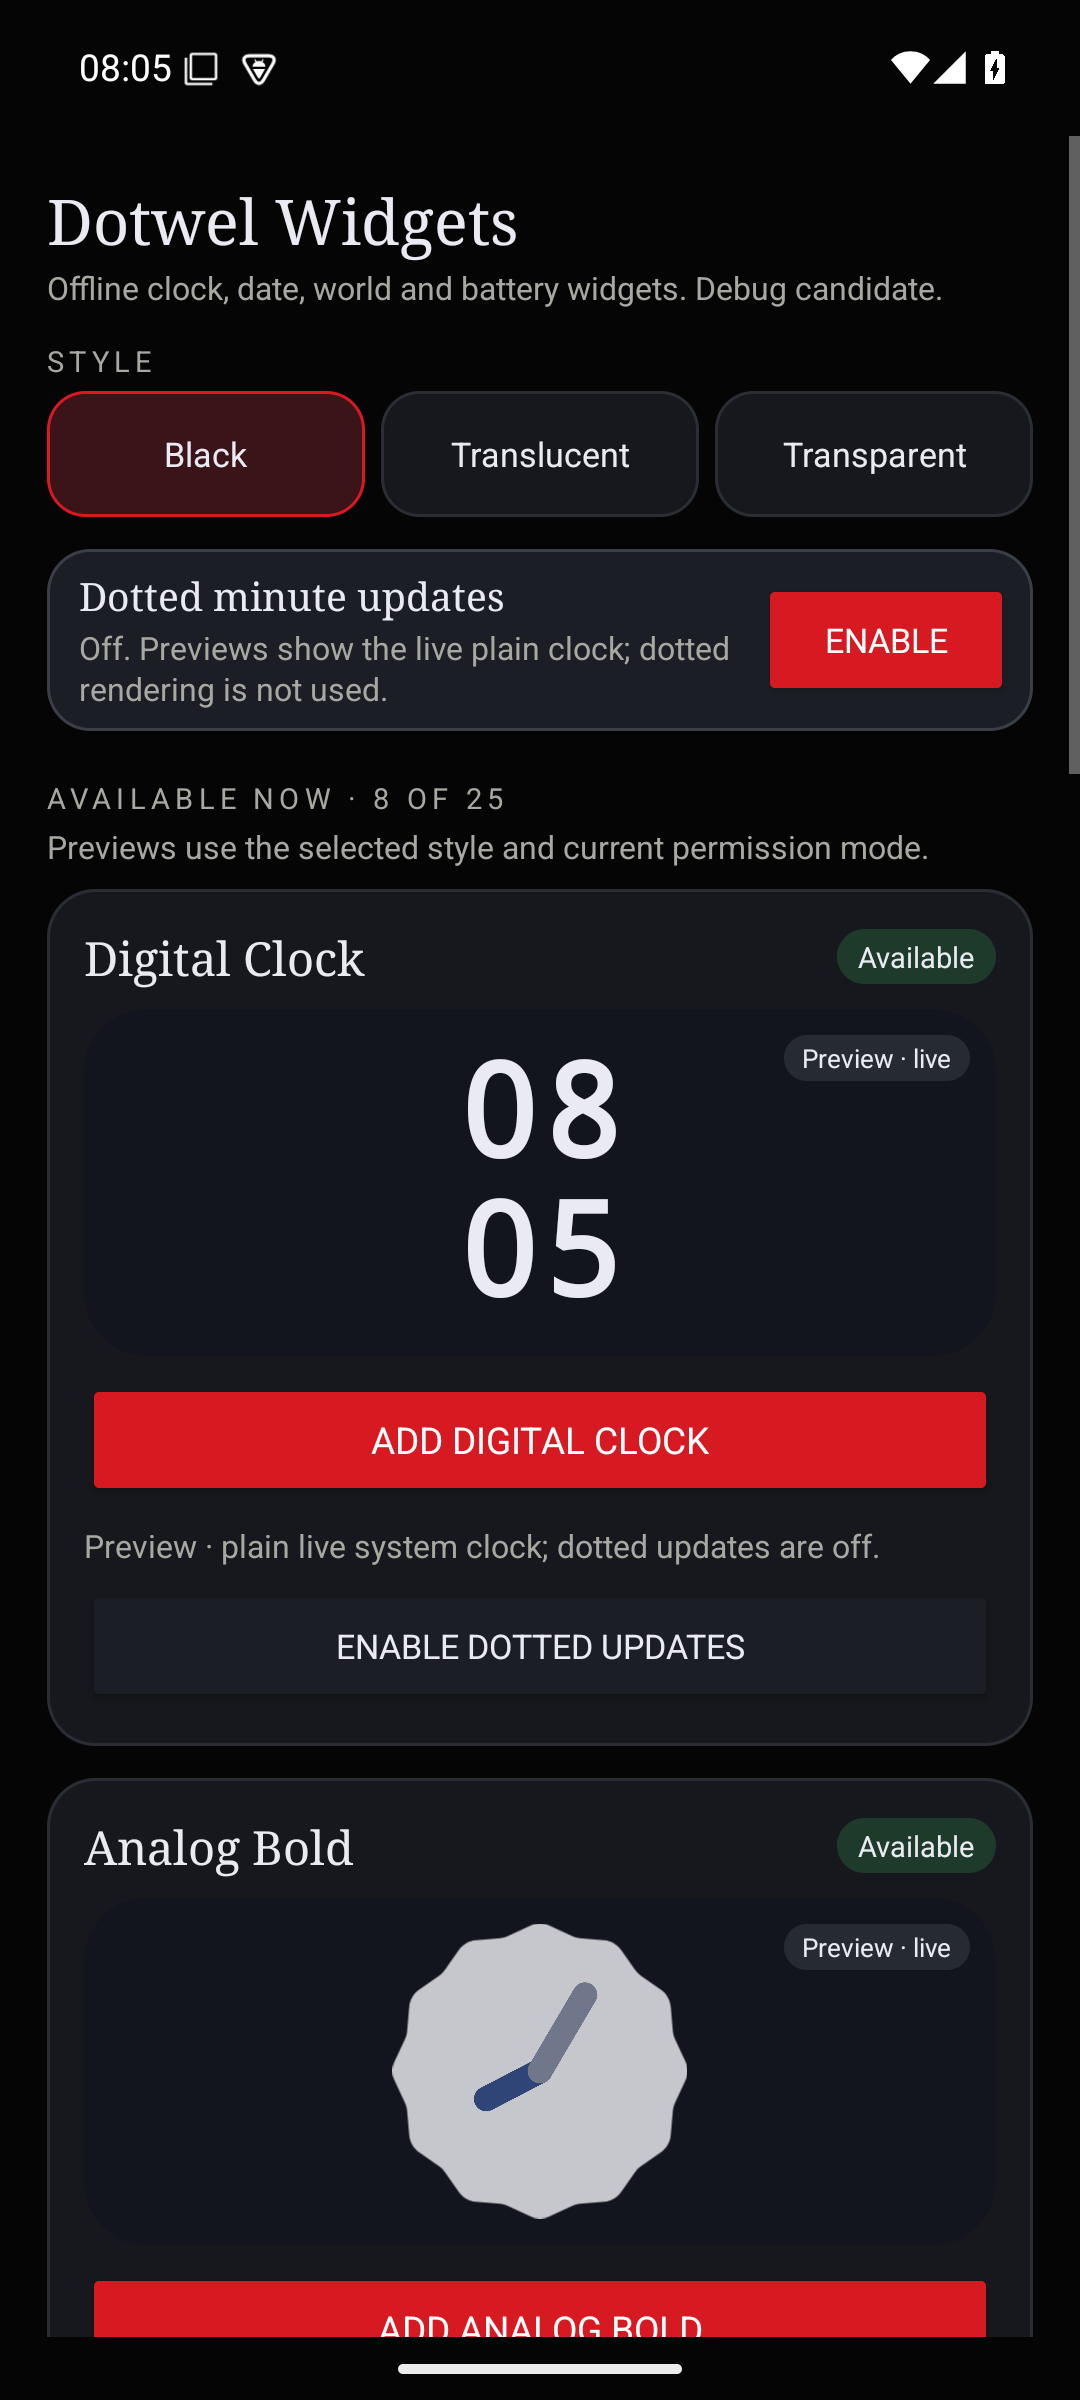 08:05
Dotwel Widgets
Offline clock, date, world and battery widgets. Debug candidate.
STYLE
Black
Translucent
Transparent
Dotted minute updates
Off. Previews show the live plain clock; dotted
rendering is not used.
ENABLE
AVAILABLE NOW · 8 OF 25
Previews use the selected style and current permission mode.
Digital Clock
Available
Preview · live
08
05
ADD DIGITAL CLOCK
Preview · plain live system clock; dotted updates are off.
ENABLE DOTTED UPDATES
Analog Bold
Available
Preview · live
ADD ANALOG BOLD